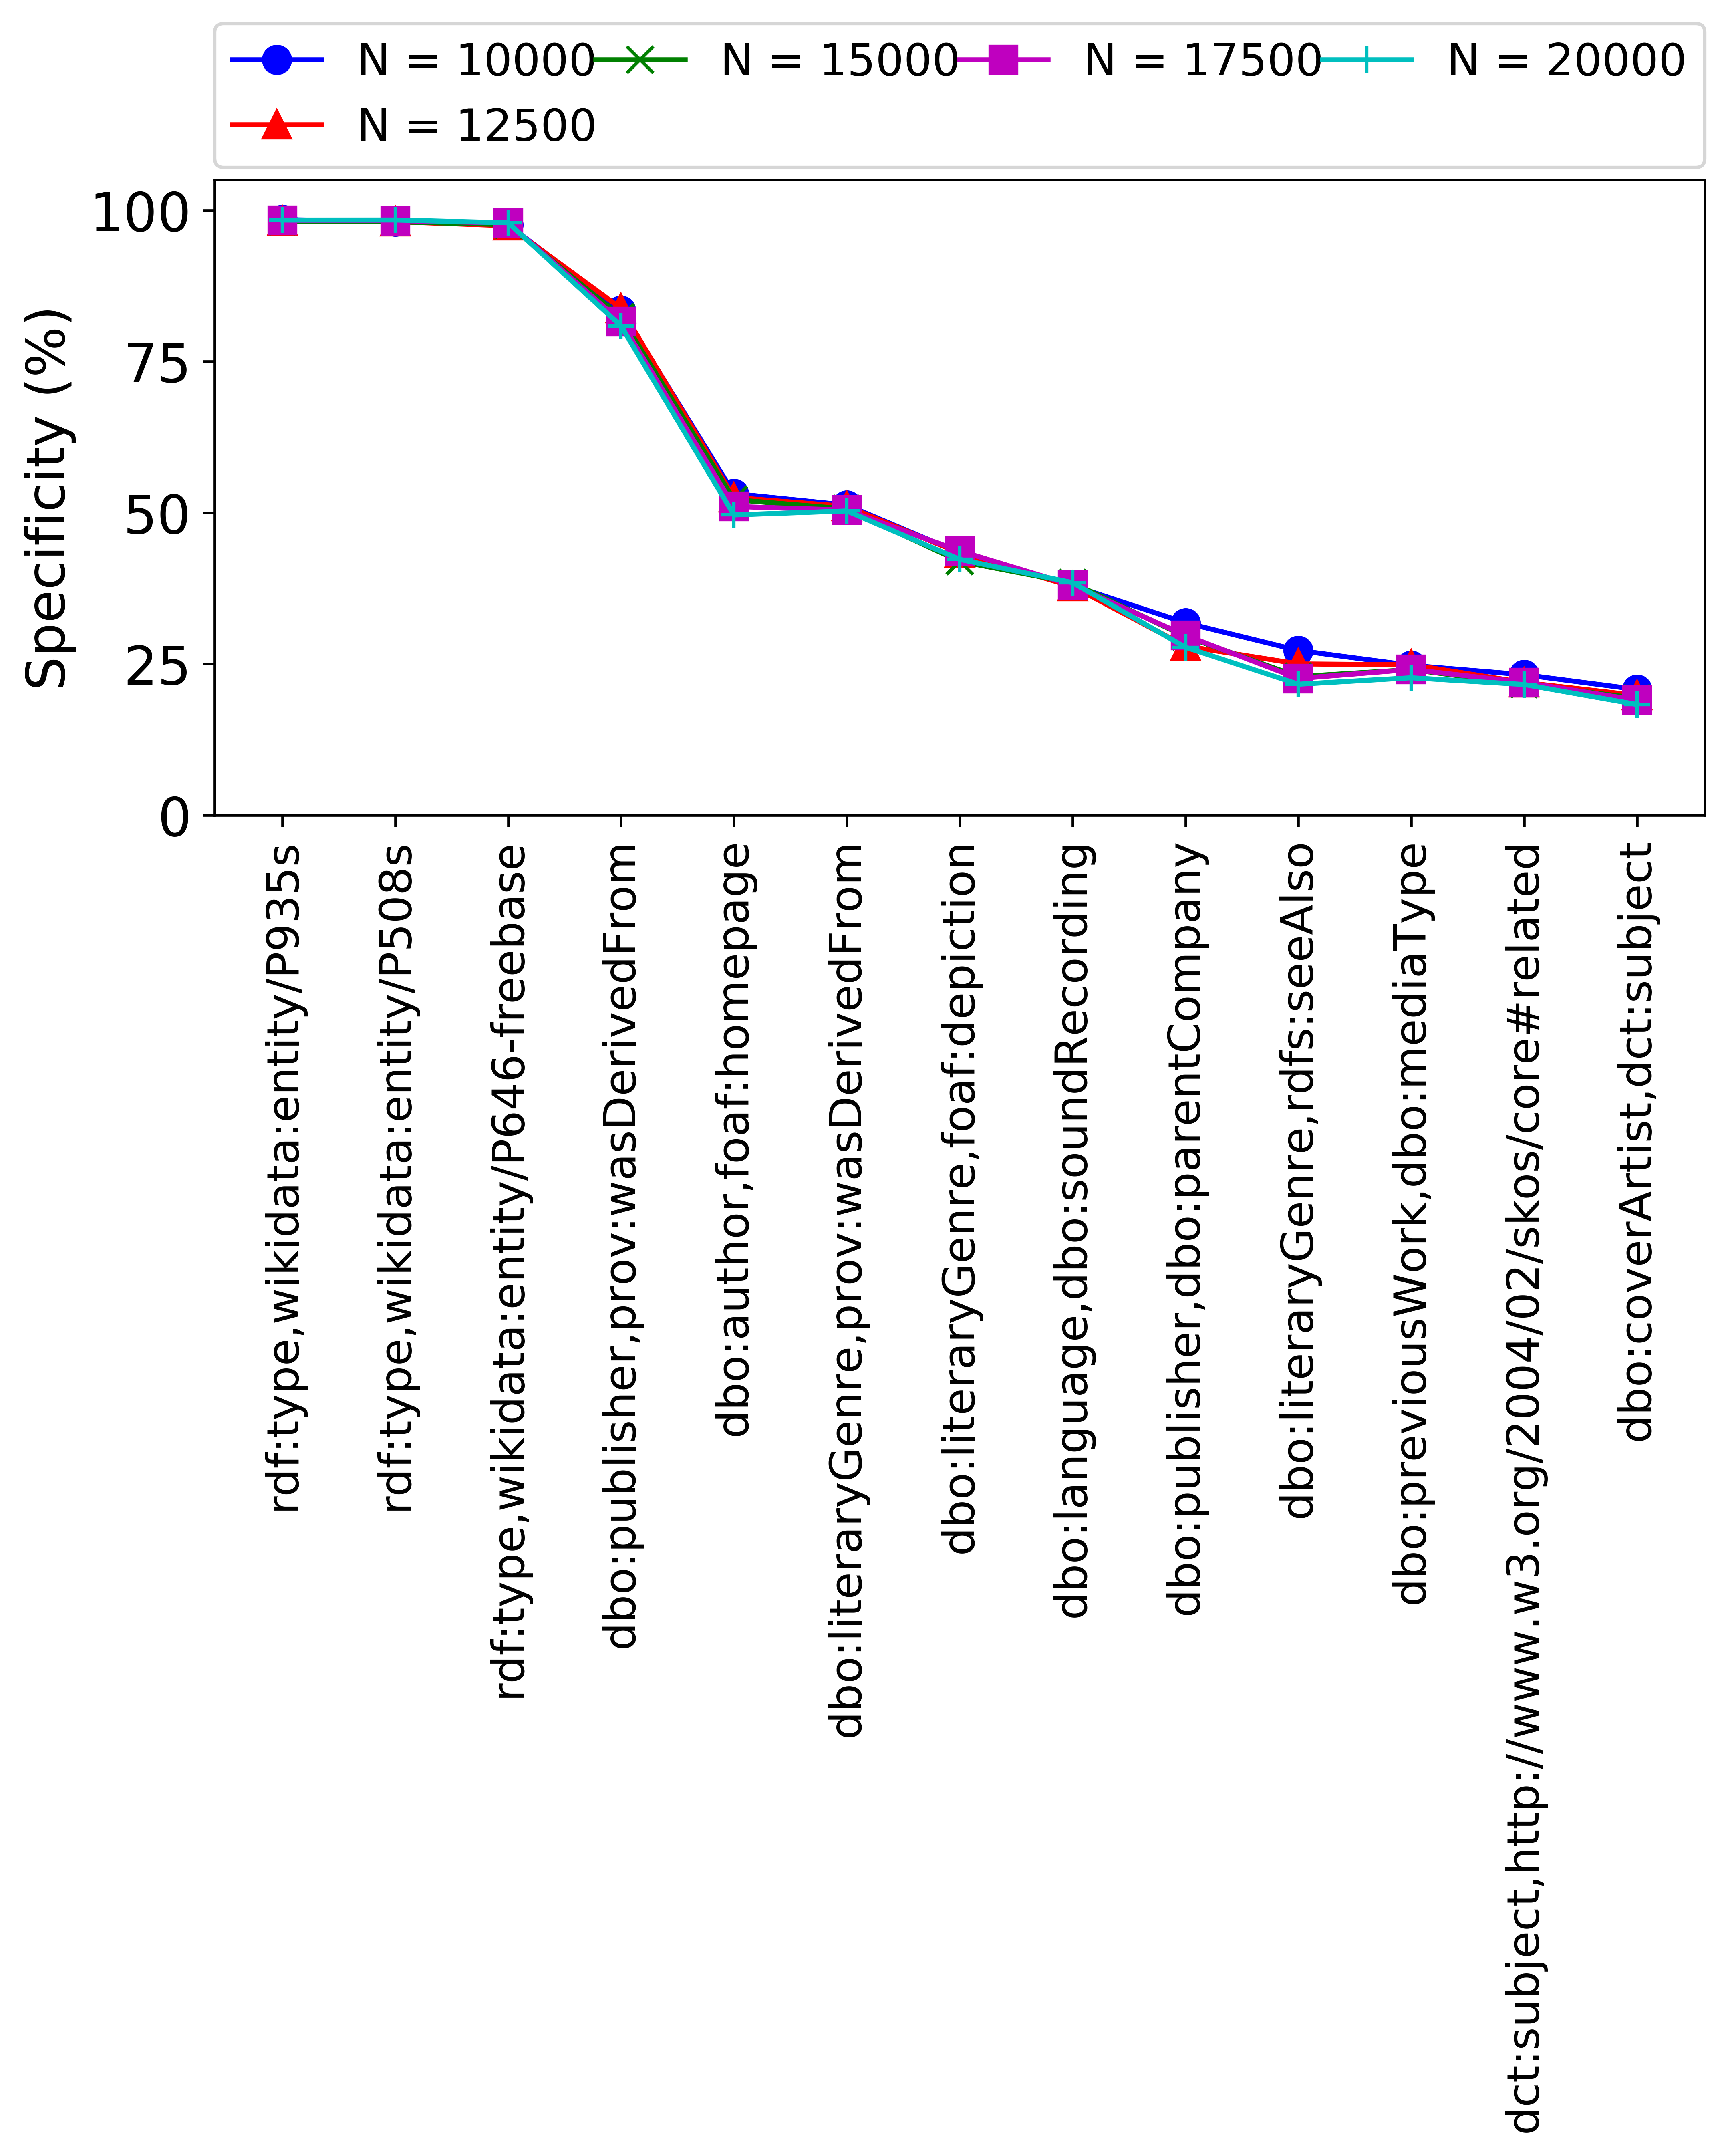 N = 10000 N = 15000 N = 17500 N = 20000
N = 12500
Specificity (%)
100
75
50
25
0
rdf:type,wikidata:entity/P935s
rdf:type,wikidata:entity/P508s
rdf:type,wikidata:entity/P646-freebase
dbo:publisher,prov:wasDerivedFrom
dbo:author,foaf:homepage
dbo:literaryGenre,prov:wasDerivedFrom
dbo:literaryGenre,foaf:depiction
dbo:language,dbo:soundRecording
dbo:publisher,dbo:parentCompany
dbo:literaryGenre,rdfs:seeAlso
dbo:previousWork,dbo:mediaType
dct:subject,http://www.w3.org/2004/02/skos/core#related
dbo:coverArtist,dct:subject